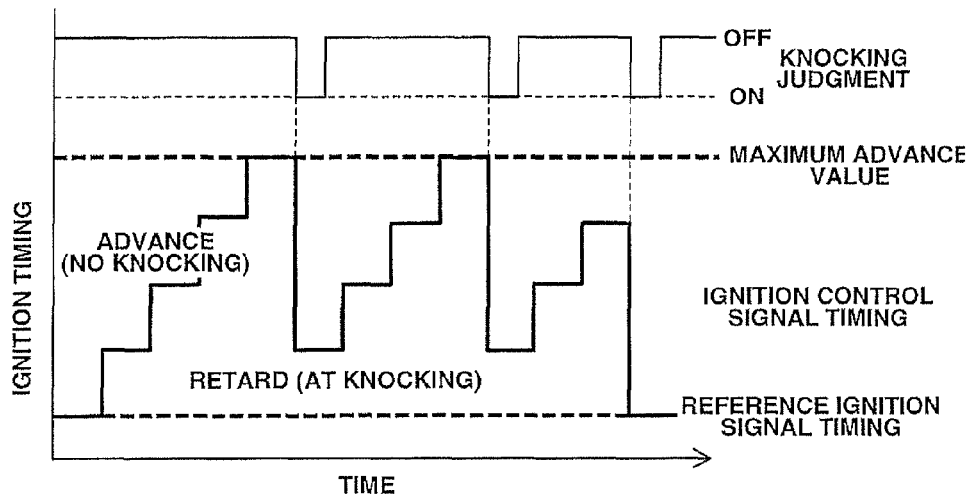 OFF
KNOCKING
JUDGMENT
ON
MAXIMUM ADVANCE
VALUE
IGNITION TIMING
ADVANCE
(NO KNOCKING)
IGNITION CONTROL
SIGNAL TIMING
RETARD (AT KNOCKING)
REFERENCE IGNITION
SIGNAL TIMING
TIME